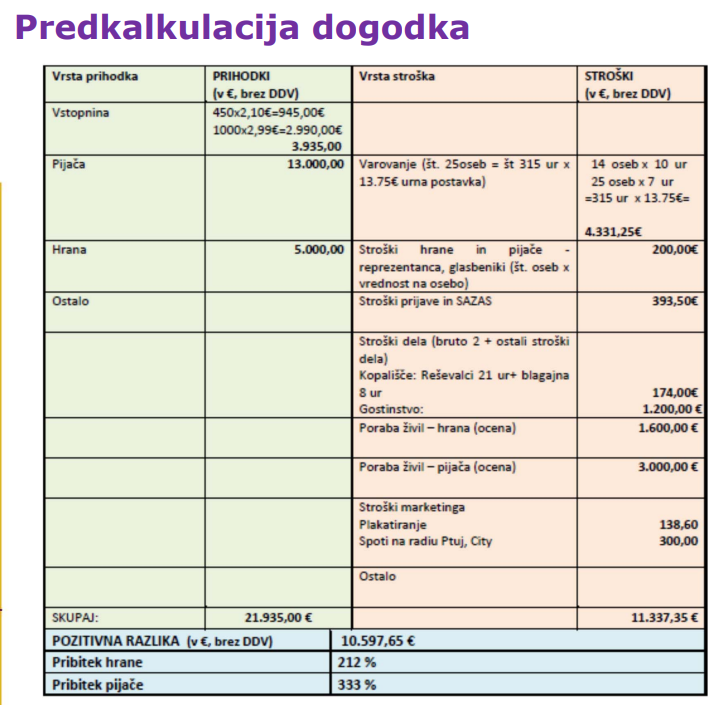 Predkalkulacija dogodka
Vrsta prihodka
PRIHODKI
(v €, brez DDV)
Vrsta stroška
STROŠKI
(v €, brez DDV)
Vstopnina
450x2,10€=945,00€
1000x2,99€=2.990,00€
3.935,00
Pijača
13.000,00
Varovanje (št. 25oseb = št 315 ur x
13.75€ urna postavka)
14 oseb x 10 ur
25 oseb x 7 ur
=315 ur x 13.75€=
4.331,25€
Hrana
5.000,00
Stroški hrane in pijače -
reprezentanca, glasbeniki (št. oseb x
vrednost na osebo)
200,00€
Ostalo
Stroški prijave in SAZAS
393,50€
Stroški dela (bruto 2 + ostali stroški
dela)
Kopališče: Reševalci 21 ur+ blagajna
8 ur
174,00€
Gostinstvo:
1.200,00 €
Poraba živil – hrana (ocena)
1.600,00 €
Poraba živil – pijača (ocena)
3.000,00 €
Stroški marketinga
Plakatiranje
138,60
Spoti na radiu Ptuj, City
300,00
Ostalo
SKUPAJ:
21.935,00 €
11.337,35 €
POZITIVNA RAZLIKA (v €, brez DDV)
10.597,65 €
Pribitek hrane
212 %
Pribitek pijače
333 %